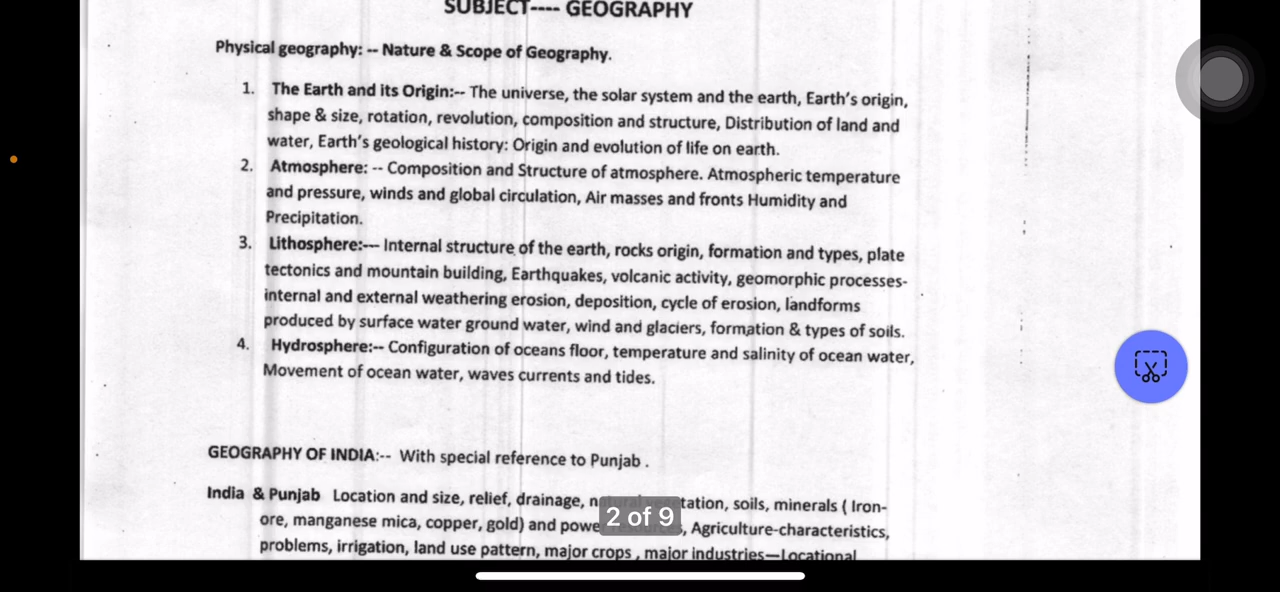 SUBJECT---- GEOGRAPHY
Physical geography: -- Nature & Scope of Geography.
1. The Earth and its Origin:-- The universe, the solar system and the earth, Earth's origin,
shape & size, rotation, revolution, composition and structure, Distribution of land and
water, Earth's geological history: Origin and evolution of life on earth.
2. Atmosphere: -- Composition and Structure of atmosphere. Atmospheric temperature
and pressure, winds and global circulation, Air masses and fronts Humidity and
Precipitation.
3. Lithosphere:--- Internal structure of the earth, rocks origin, formation and types, plate
tectonics and mountain building, Earthquakes, volcanic activity, geomorphic processes-
internal and external weathering erosion, deposition, cycle of erosion, landforms
produced by surface water ground water, wind and glaciers, formation & types of soils.
4. Hydrosphere:-- Configuration of oceans floor, temperature and salinity of ocean water,
Movement of ocean water, waves currents and tides.
GEOGRAPHY OF INDIA:-- With special reference to Punjab .
India & Punjab Location and size, relief, drainage, natural vegetation, soils, minerals ( Iron-
ore, manganese mica, copper, gold) and power , Agriculture-characteristics,
2 of 9
problems, irrigation, land use pattern, major crops , major industries—Locational